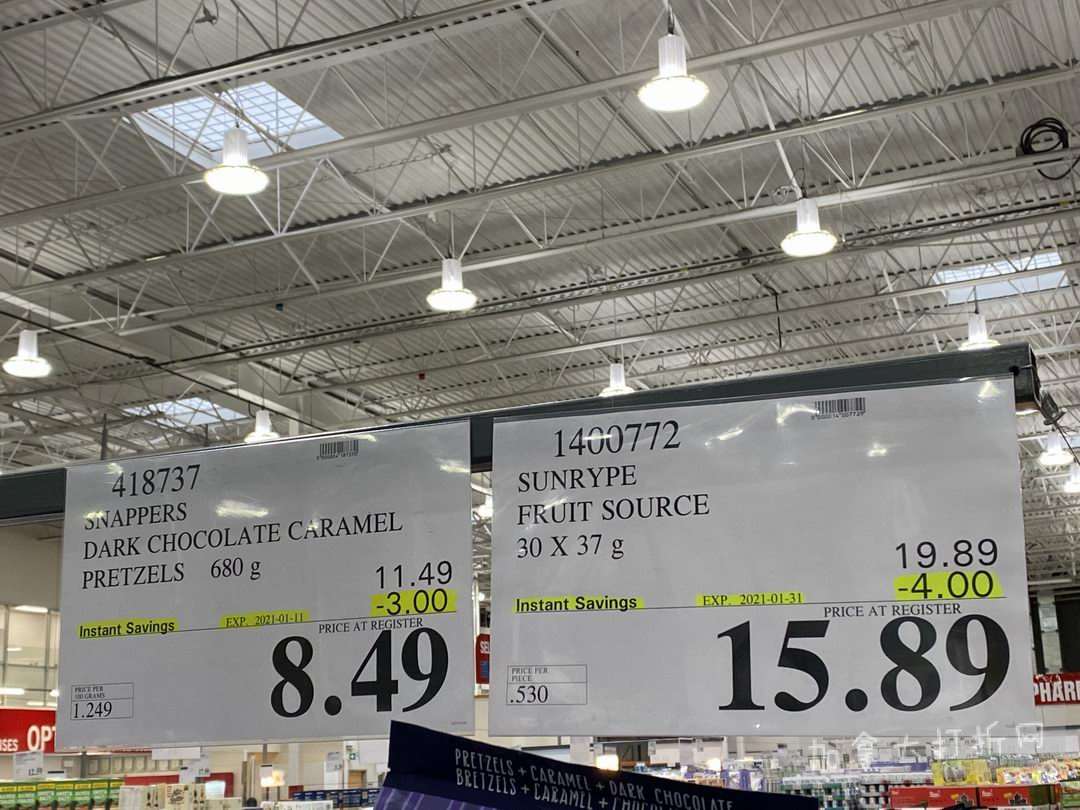 418737
SNAPPERS
DARK CHOCOLATE CARAMEL
PRETZELS 680 g
11.49
-3.00
Instant Savings EXP. 2021-01-11
PRICE AT REGISTER
8.49
PRICE PER
100 GRAMS
1.249
1400772
SUNRYPE
FRUIT SOURCE
30 X 37 g
19.89
-4.00
Instant Savings EXP. 2021-01-31
PRICE AT REGISTER
15.89
PRICE PER
PIECE
.530
PRETZELS + CARAMEL + DARK CHOCOLATE
BRETZELS + CARAMEL +
OPT
PHAR
加拿大打折网